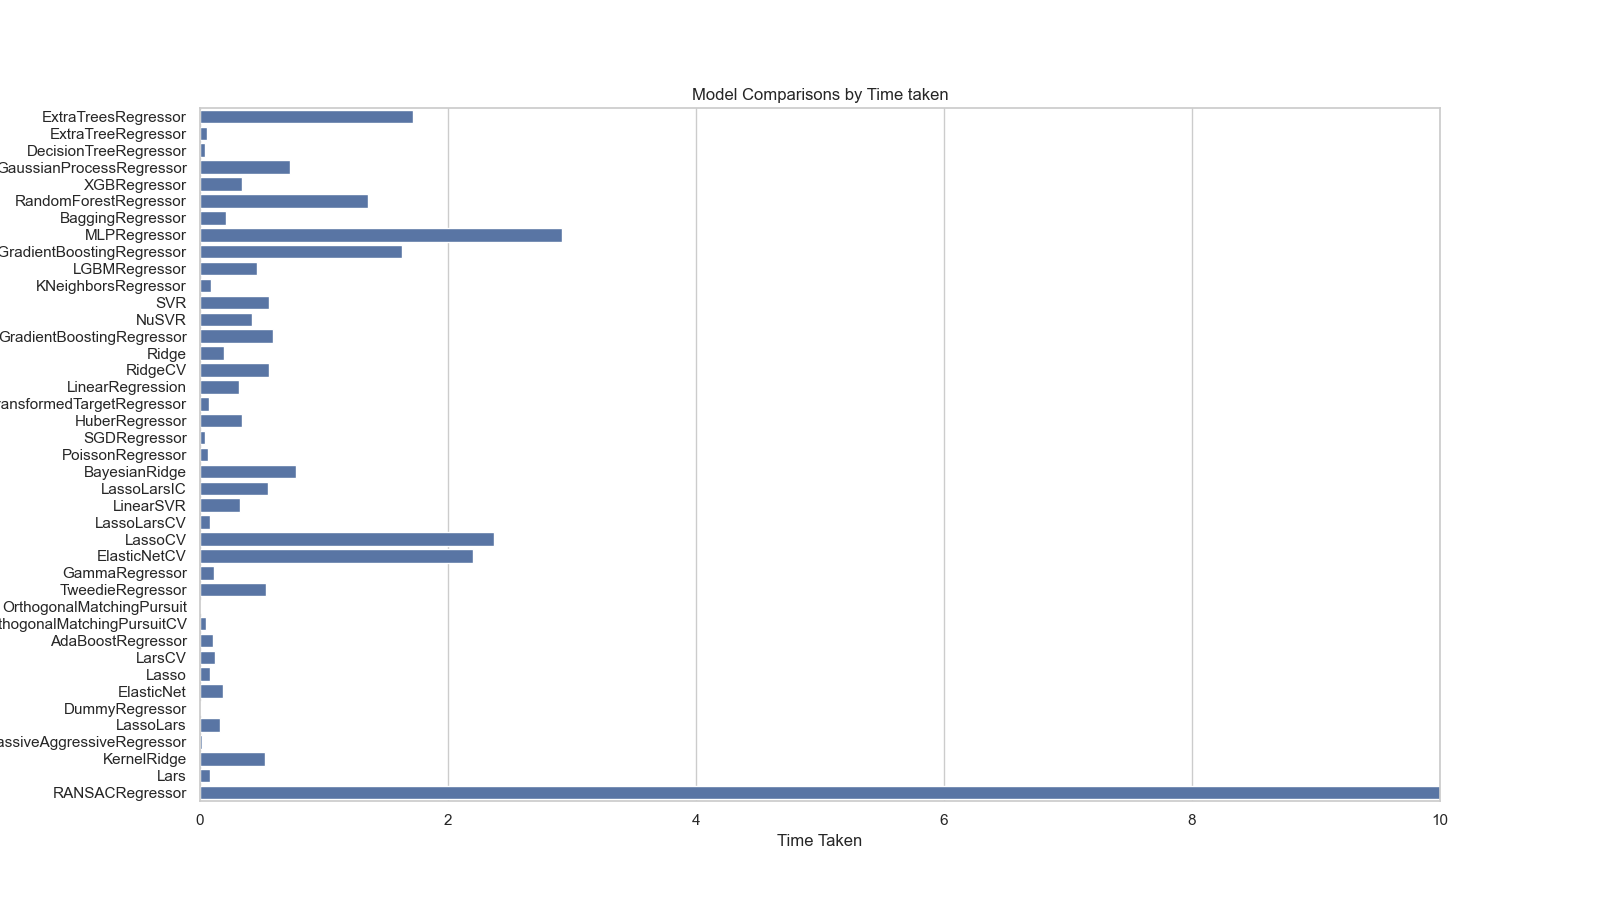 Model Comparisons by Time taken
ExtraTreesRegressor
ExtraTreeRegressor
DecisionTreeRegressor
GaussianProcessRegressor
XGBRegressor
RandomForestRegressor
BaggingRegressor
MLPRegressor
GradientBoostingRegressor
LGBMRegressor
KNeighborsRegressor
SVR
NuSVR
GradientBoostingRegressor
Ridge
RidgeCV
LinearRegression
ansformedTargetRegressor
HuberRegressor
SGDRegressor
PoissonRegressor
BayesianRidge
LassoLarsIC
LinearSVR
LassoLarsCV
LassoCV
ElasticNetCV
GammaRegressor
TweedieRegressor
OrthogonalMatchingPursuit
thogonalMatchingPursuitCV
AdaBoostRegressor
LarsCV
Lasso
ElasticNet
DummyRegressor
LassoLars
assiveAggressiveRegressor
KernelRidge
Lars
RANSACRegressor
0 2 4 6 8 10
Time Taken